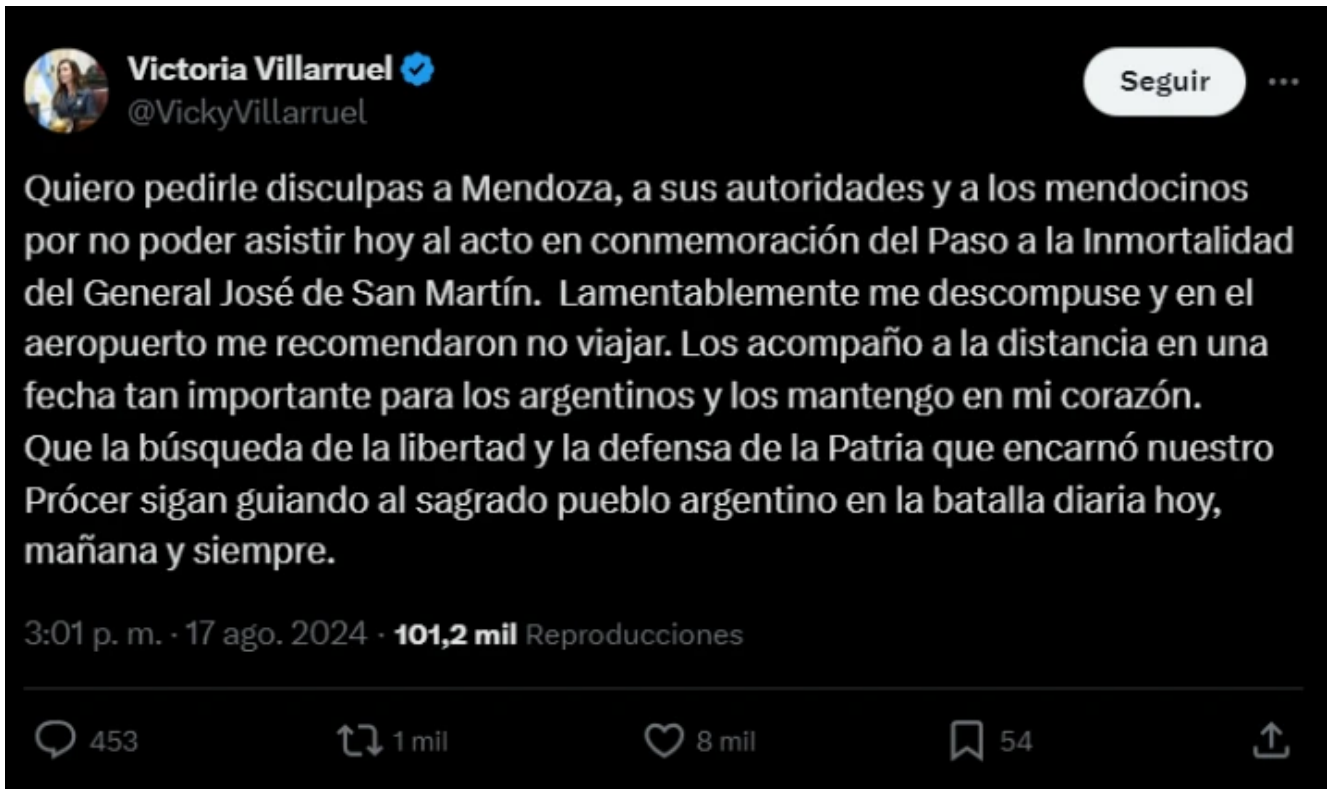 Victoria Villarruel
@VickyVillarruel
Seguir
Quiero pedirle disculpas a Mendoza, a sus autoridades y a los mendocinos
por no poder asistir hoy al acto en conmemoración del Paso a la Inmortalidad
del General José de San Martín.  Lamentablemente me descompuse y en el
aeropuerto me recomendaron no viajar. Los acompaño a la distancia en una
fecha tan importante para los argentinos y los mantengo en mi corazón.
Que la búsqueda de la libertad y la defensa de la Patria que encarnó nuestro
Prócer sigan guiando al sagrado pueblo argentino en la batalla diaria hoy,
mañana y siempre.
3:01 p. m. · 17 ago. 2024 · 101,2 mil Reproducciones
453 1 mil 8 mil 54